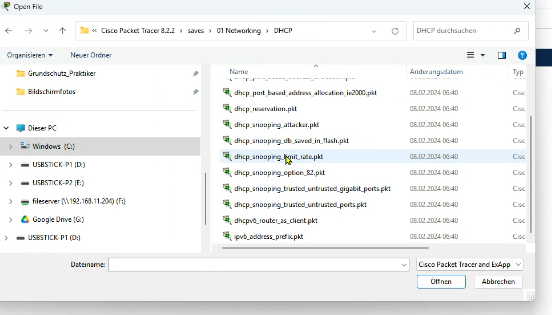 Open File
« Cisco Packet Tracer 8.2.2 › saves › 01 Networking › DHCP
DHCP durchsuchen
Organisieren
Neuer Ordner
Grundschutz_Praktiker
Bildschirmfotos
Dieser PC
Windows (C:)
USBSTICK-P1 (D:)
USBSTICK-P2 (E:)
fileserver (\\192.168.11.204) (F:)
Google Drive (G:)
USBSTICK-P1 (D:)
Name
Änderungsdatum
Typ
dhcp_port_based_address_allocation_ie2000.pkt 08.02.2024 06:40 Cisc
dhcp_reservation.pkt 08.02.2024 06:40 Cisc
dhcp_snooping_attacker.pkt 08.02.2024 06:40 Cisc
dhcp_snooping_db_saved_in_flash.pkt 08.02.2024 06:40 Cisc
dhcp_snooping_limit_rate.pkt 08.02.2024 06:40 Cisc
dhcp_snooping_option_82.pkt 08.02.2024 06:40 Cisc
dhcp_snooping_trusted_untrusted_gigabit_ports.pkt 08.02.2024 06:40 Cisc
dhcp_snooping_trusted_untrusted_ports.pkt 08.02.2024 06:40 Cisc
dhcpv6_router_as_client.pkt 08.02.2024 06:40 Cisc
ipv6_address_prefix.pkt 08.02.2024 06:40 Cisc
Dateiname:
Cisco Packet Tracer and ExApp
Öffnen
Abbrechen